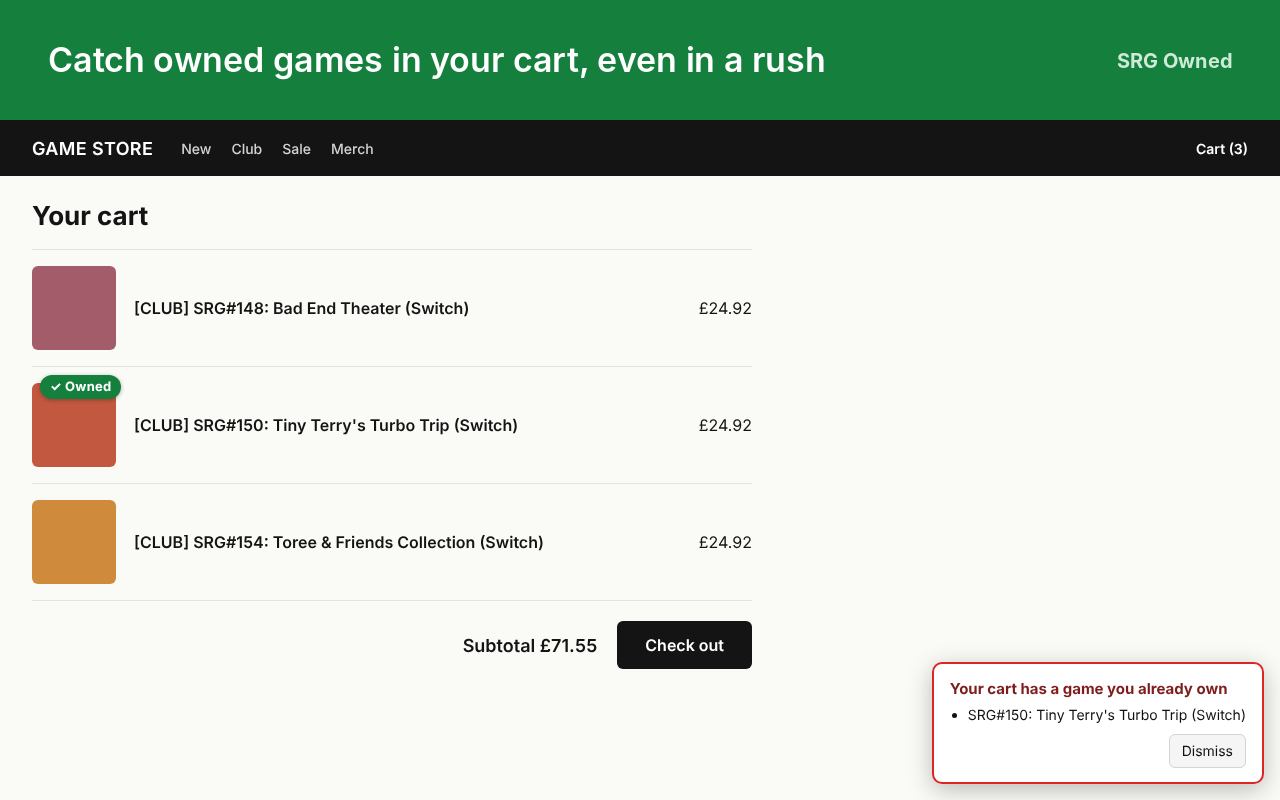 Catch owned games in your cart, even in a rush
SRG Owned
GAME STORE New Club Sale Merch Cart (3)
Your cart
[CLUB] SRG#148: Bad End Theater (Switch) £24.92
✓ Owned
[CLUB] SRG#150: Tiny Terry's Turbo Trip (Switch) £24.92
[CLUB] SRG#154: Toree & Friends Collection (Switch) £24.92
Subtotal £71.55 Check out
Your cart has a game you already own
• SRG#150: Tiny Terry's Turbo Trip (Switch)
Dismiss